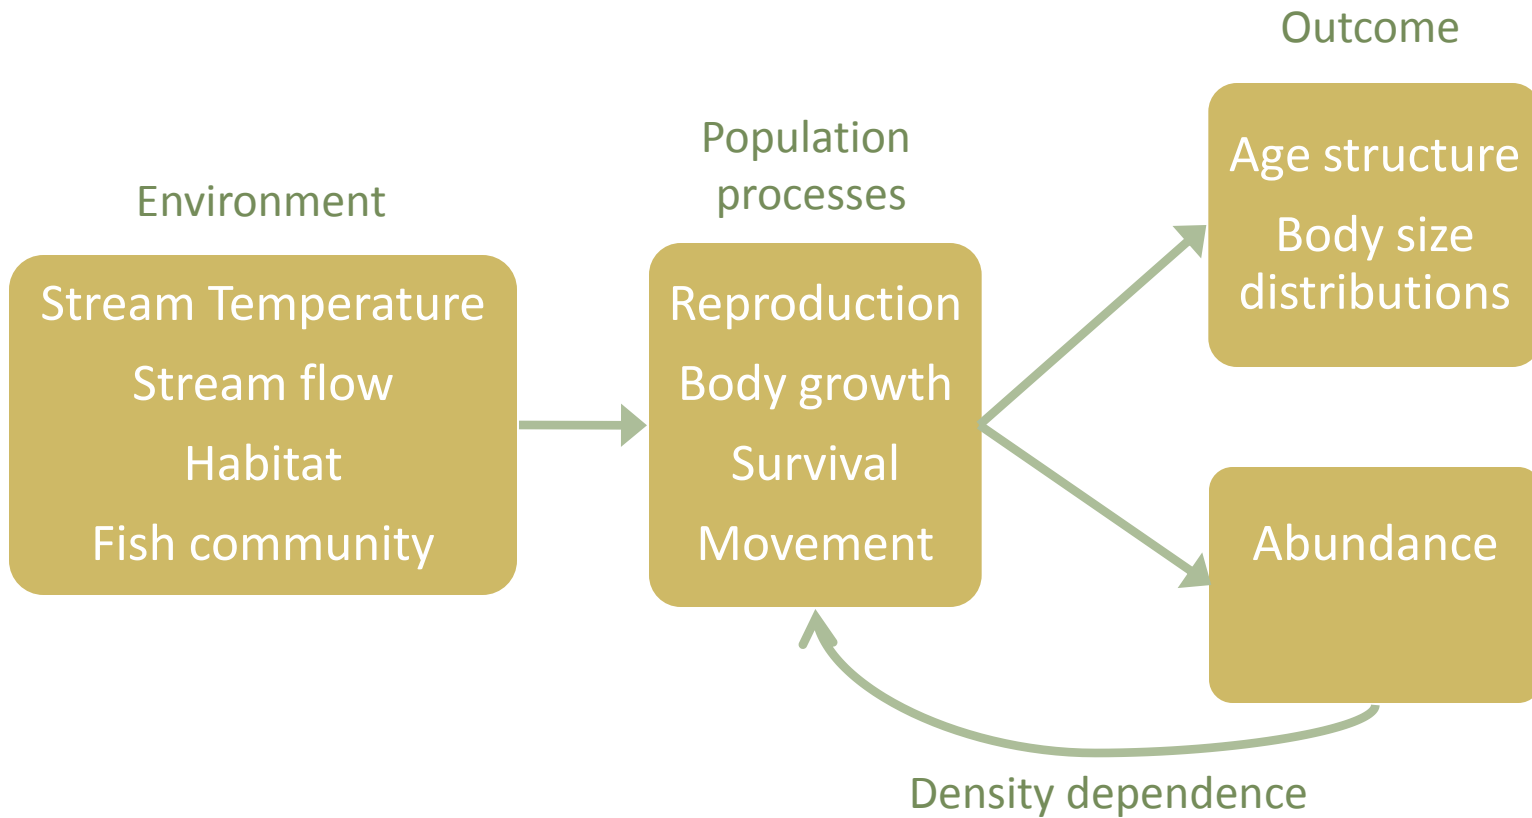 Environment
Stream Temperature
Stream flow
Habitat
Fish community
Population
processes
Reproduction
Body growth
Survival
Movement
Outcome
Age structure
Body size
distributions
Abundance
Density dependence